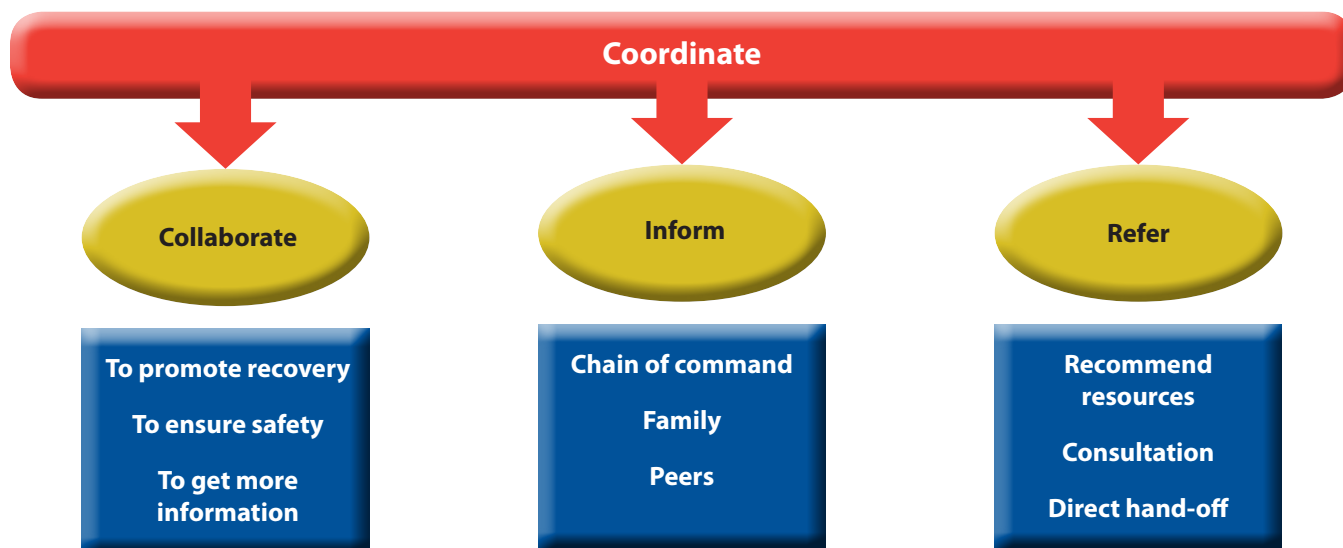 Coordinate
Collaborate
Inform
Refer
To promote recovery
To ensure safety
To get more
information
Chain of command
Family
Peers
Recommend
resources
Consultation
Direct hand-off